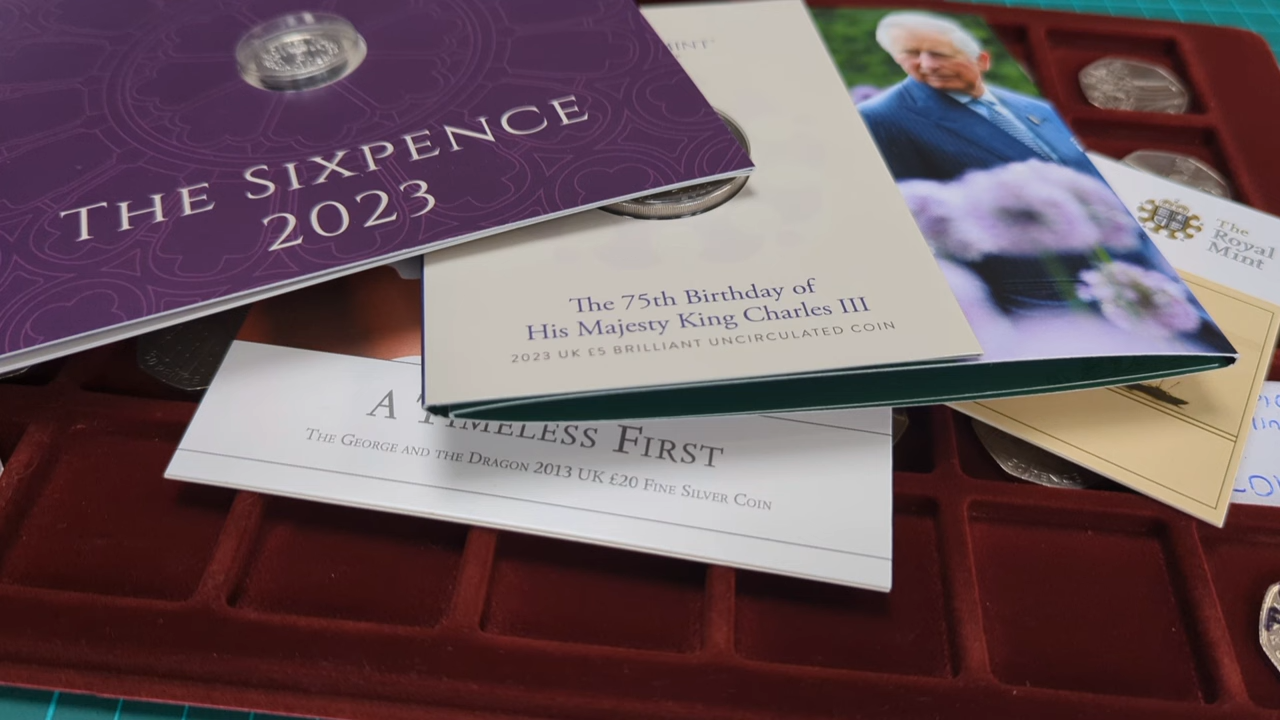 THE SIXPENCE
2023
MINT
The 75th Birthday of
His Majesty King Charles III
2023 UK £5 BRILLIANT UNCIRCULATED COIN
The
Royal
Mint
A TIMELESS FIRST
THE GEORGE AND THE DRAGON 2013 UK £20 FINE SILVER COIN